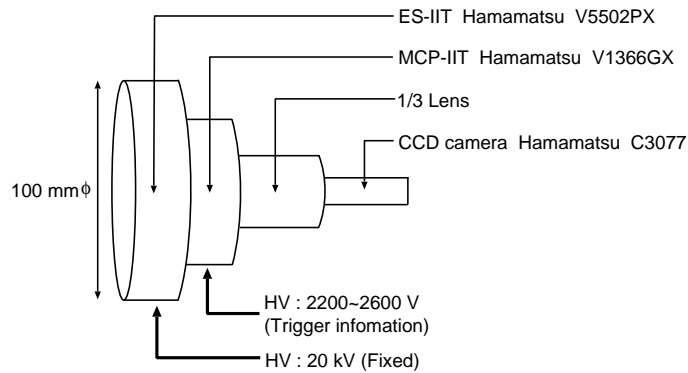 ES-IIT Hamamatsu V5502PX
MCP-IIT Hamamatsu V1366GX
1/3 Lens
CCD camera Hamamatsu C3077
100 mmϕ
HV : 2200~2600 V
(Trigger infomation)
HV : 20 kV (Fixed)